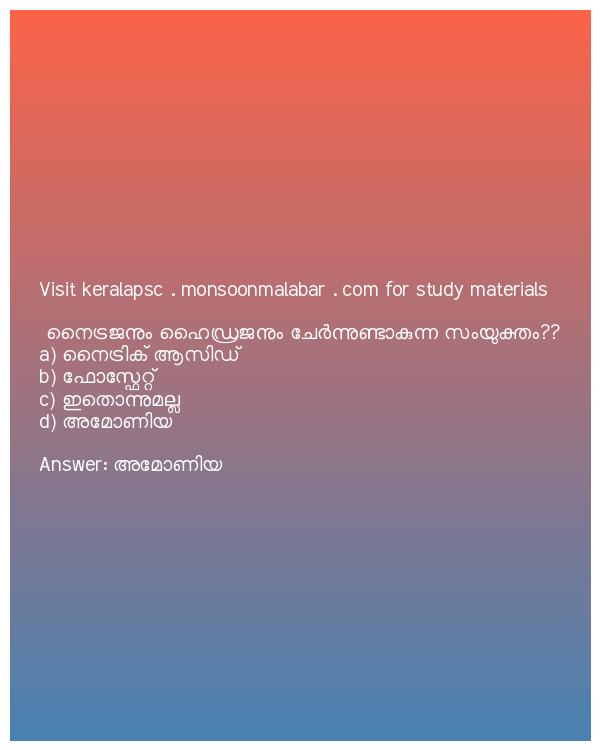 Visit keralapsc . monsoonmalabar . com for study materials
നൈട്രജനും ഹൈഡ്രജനും ചേർന്നുണ്ടാകുന്ന സംയുക്തം??
a) നൈട്രിക് ആസിഡ്
b) ഫോസ്ഫേറ്റ്
c) ഇതൊന്നുമല്ല
d) അമോണിയ
Answer: അമോണിയ